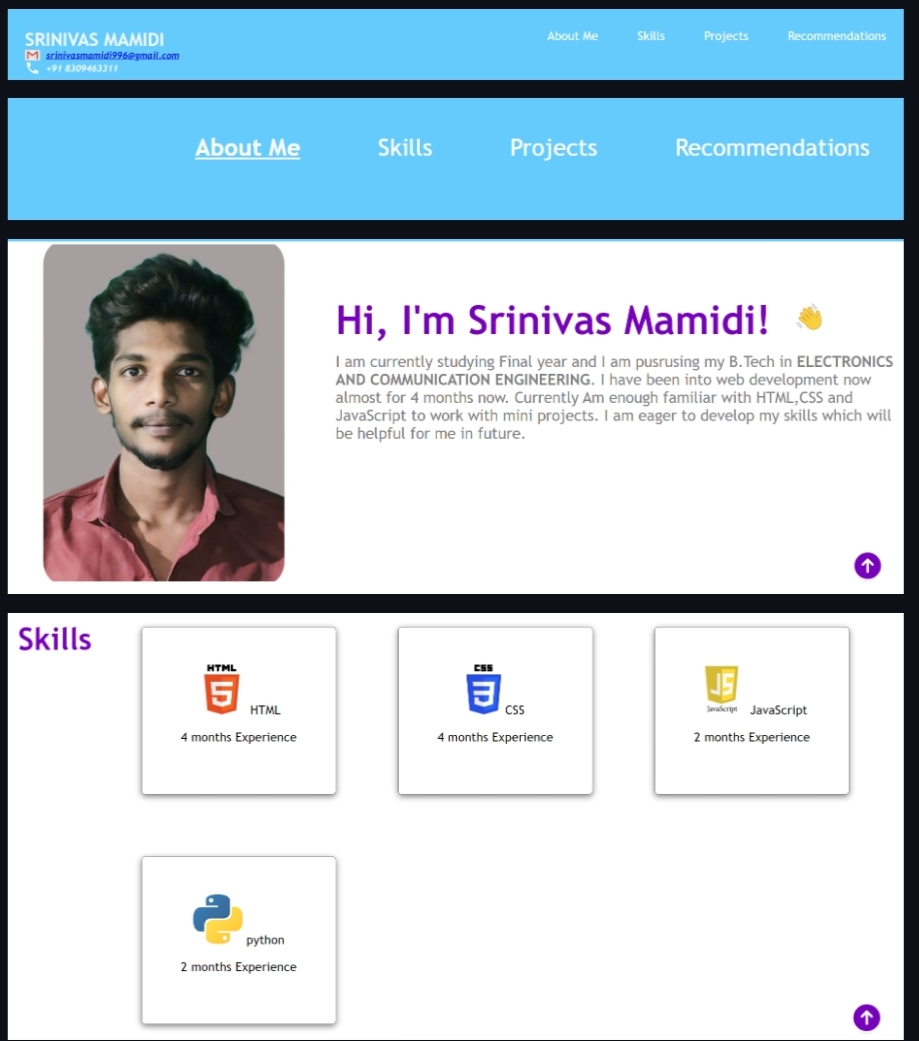 SRINIVAS MAMIDI
srinivasmamidi996@gmail.com
+91 8309463311
About Me Skills Projects Recommendations
About Me Skills Projects Recommendations
Hi, I'm Srinivas Mamidi! 👋
I am currently studying Final year and I am pusrusing my B.Tech in ELECTRONICS
AND COMMUNICATION ENGINEERING. I have been into web development now
almost for 4 months now. Currently Am enough familiar with HTML,CSS and
JavaScript to work with mini projects. I am eager to develop my skills which will
be helpful for me in future.
Skills
HTML
5
HTML
4 months Experience
CSS
3
CSS
4 months Experience
JS
JavaScript
JavaScript
2 months Experience
python
2 months Experience